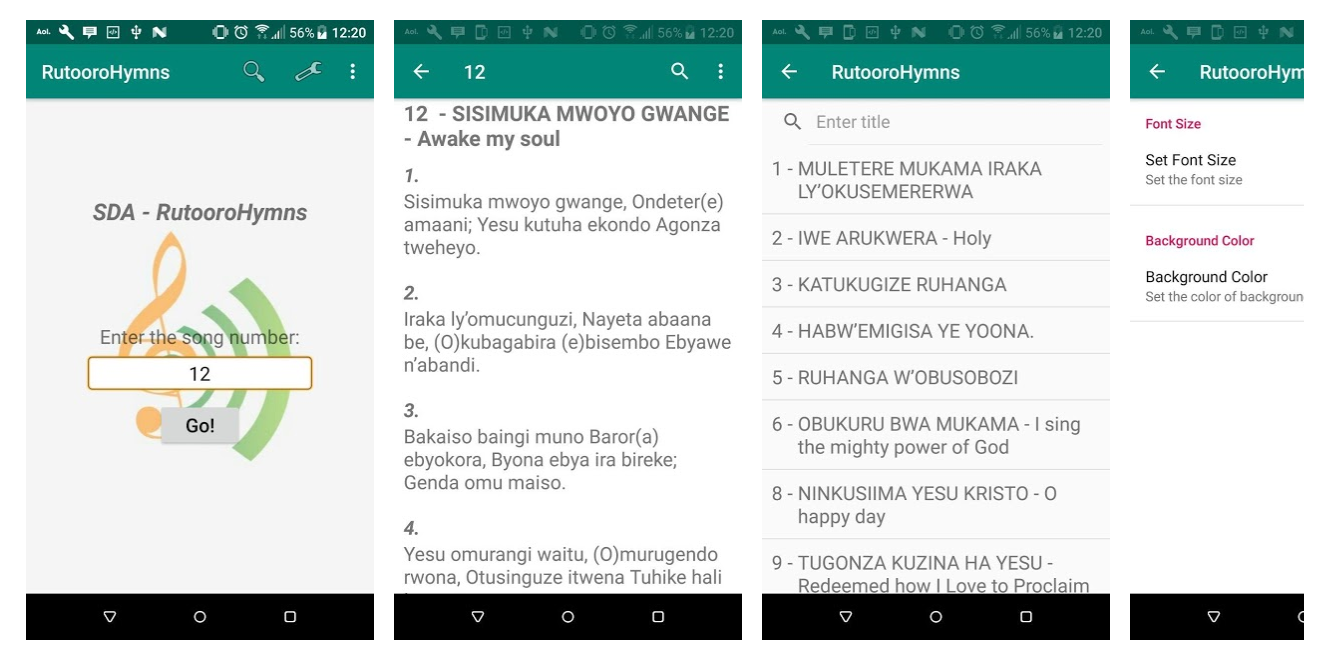 Aol. 56% 12:20
RutooroHymns
SDA - RutooroHymns
Enter the song number:
12
Go!
Aol. 56% 12:20
12
12 - SISIMUKA MWOYO GWANGE
- Awake my soul
1.
Sisimuka mwoyo gwange, Ondeter(e)
amaani; Yesu kutuha ekondo Agonza
tweheyo.
2.
Iraka ly’omucunguzi, Nayeta abaana
be, (O)kubagabira (e)bisembo Ebyawe
n’abandi.
3.
Bakaiso baingi muno Baror(a)
ebyokora, Byona ebya ira bireke;
Genda omu maiso.
4.
Yesu omurangi waitu, (O)murugendo
rwona, Otusinguze itwena Tuhike hali
Aol. 56% 12:20
RutooroHymns
Enter title
1 - MULETERE MUKAMA IRAKA
LY’OKUSEMERERWA
2 - IWE ARUKWERA - Holy
3 - KATUKUGIZE RUHANGA
4 - HABW’EMIGISA YE YOONA.
5 - RUHANGA W’OBUSOBOZI
6 - OBUKURU BWA MUKAMA - I sing
the mighty power of God
8 - NINKUSIIMA YESU KRISTO - O
happy day
9 - TUGONZA KUZINA HA YESU -
Redeemed how I Love to Proclaim
Aol.
RutooroHym
Font Size
Set Font Size
Set the font size
Background Color
Background Color
Set the color of backgroun